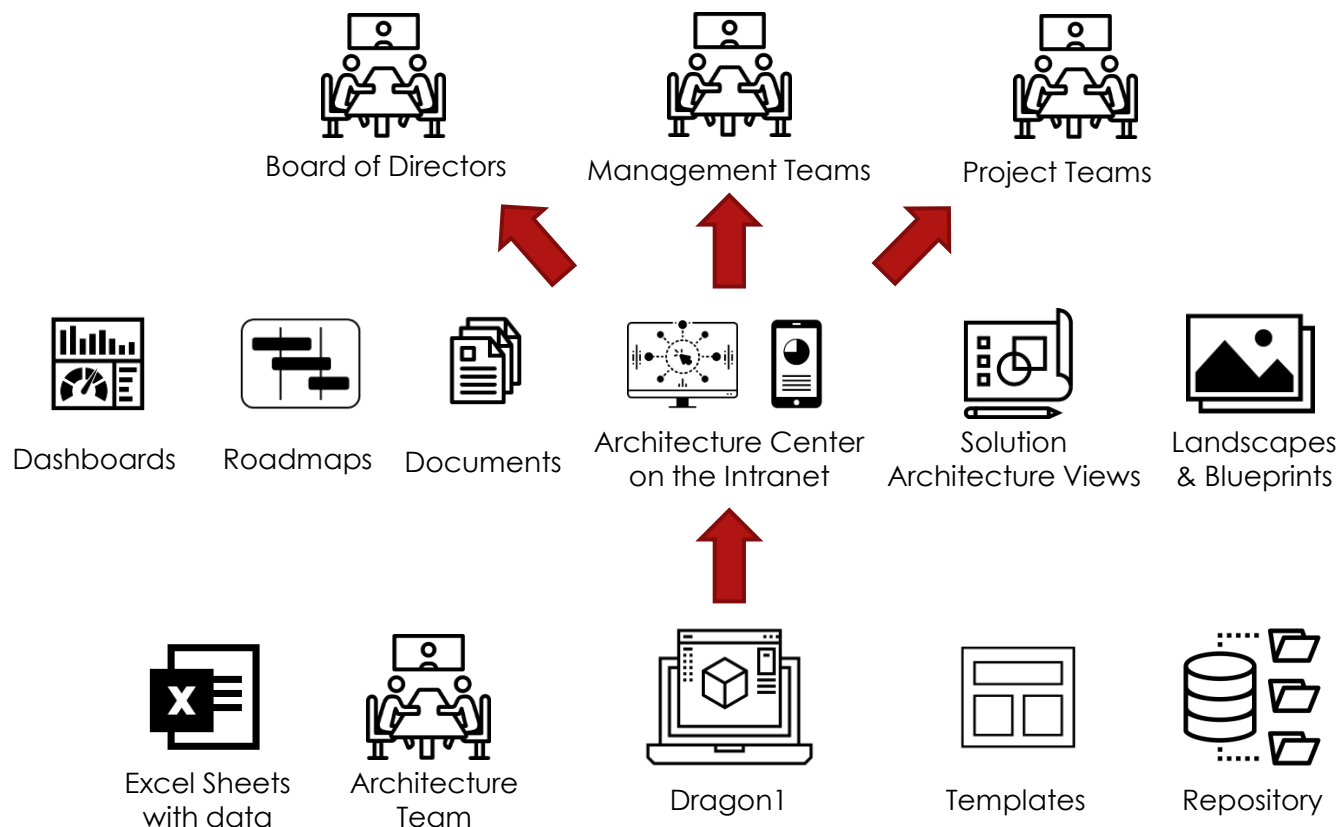 Board of Directors
Management Teams
Project Teams
Dashboards
Roadmaps
Documents
Architecture Center
on the Intranet
Solution
Architecture Views
Landscapes
& Blueprints
X
Excel Sheets
with data
Architecture
Team
Dragon1
Templates
Repository